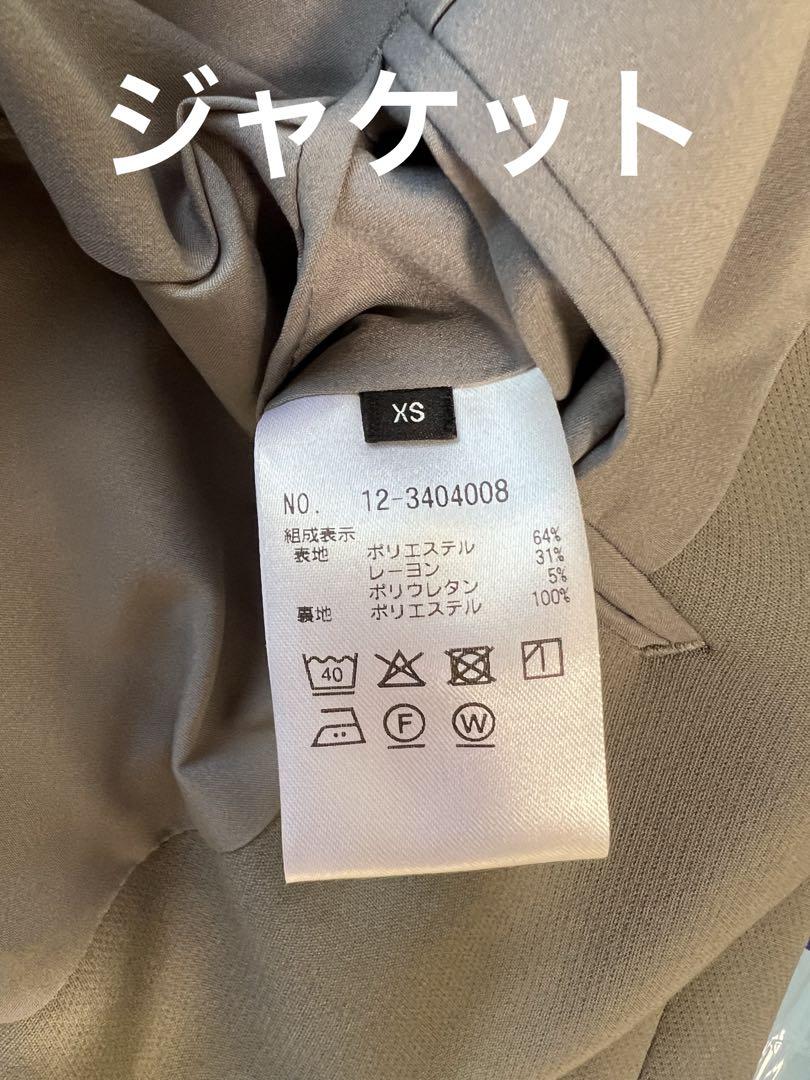 ジャケット
XS
NO. 12-3404008
組成表示
表地 ポリエステル 64%
レーヨン 31%
ポリウレタン 5%
裏地 ポリエステル 100%
40
F W